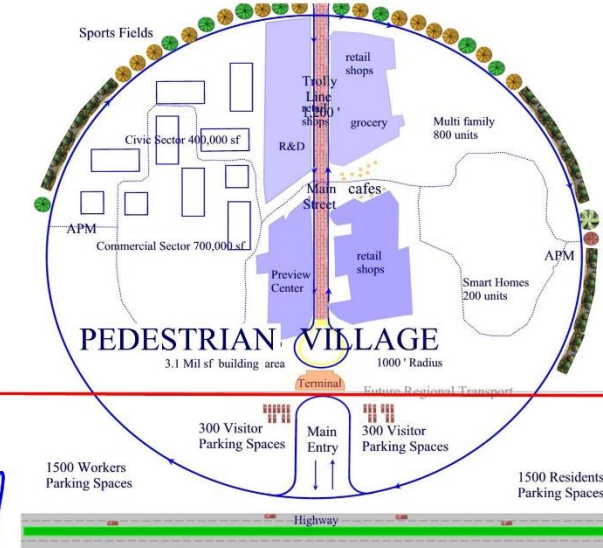 Sports Fields
retail
shops
Trolly
Line
1,200 '
retail
shops
grocery
R&D
Multi family
800 units
Civic Sector 400,000 sf
Main
Street
cafes
APM
Commercial Sector 700,000 sf
APM
Preview
Center
retail
shops
Smart Homes
200 units
PEDESTRIAN VILLAGE
3.1 Mil sf building area
1000 ' Radius
Terminal
Future Regional Transport
300 Visitor
Parking Spaces
Main
Entry
300 Visitor
Parking Spaces
1500 Workers
Parking Spaces
1500 Residents
Parking Spaces
Highway